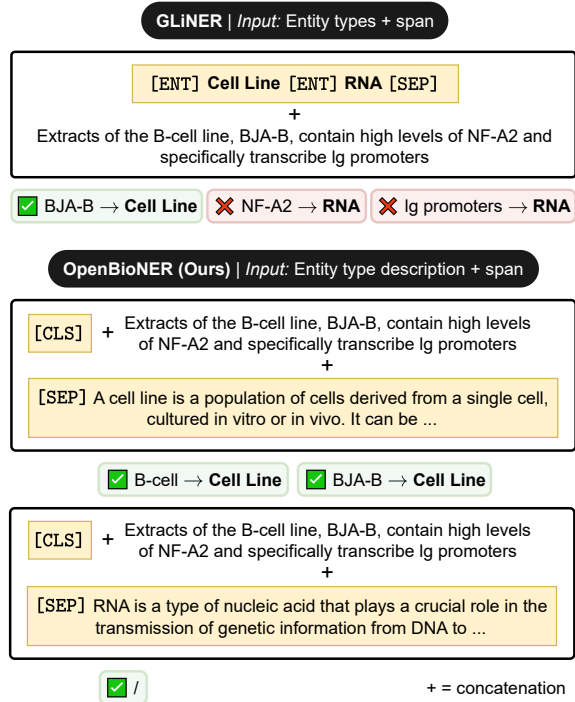 GLiNER | Input: Entity types + span
[ENT] Cell Line [ENT] RNA [SEP]
+
Extracts of the B-cell line, BJA-B, contain high levels of NF-A2 and
specifically transcribe Ig promoters
✅ BJA-B → Cell Line ❌ NF-A2 → RNA ❌ Ig promoters → RNA
OpenBioNER (Ours) | Input: Entity type description + span
[CLS] + Extracts of the B-cell line, BJA-B, contain high levels
of NF-A2 and specifically transcribe Ig promoters
+
[SEP] A cell line is a population of cells derived from a single cell,
cultured in vitro or in vivo. It can be ...
✅ B-cell → Cell Line ✅ BJA-B → Cell Line
[CLS] + Extracts of the B-cell line, BJA-B, contain high levels
of NF-A2 and specifically transcribe Ig promoters
+
[SEP] RNA is a type of nucleic acid that plays a crucial role in the
transmission of genetic information from DNA to ...
✅ / + = concatenation